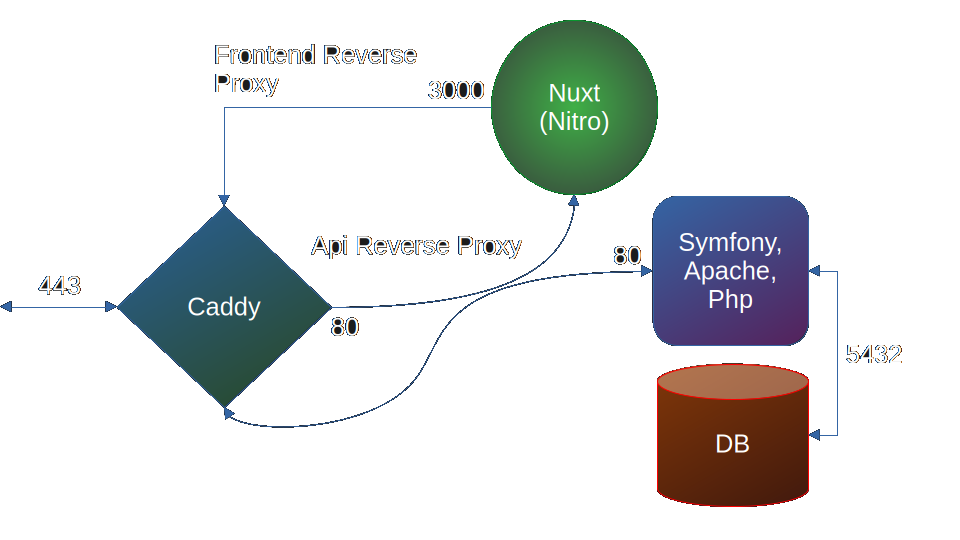 Frontend Reverse
Proxy
3000
Nuxt
(Nitro)
Api Reverse Proxy
80
Symfony,
Apache,
Php
443
Caddy
80
5432
DB